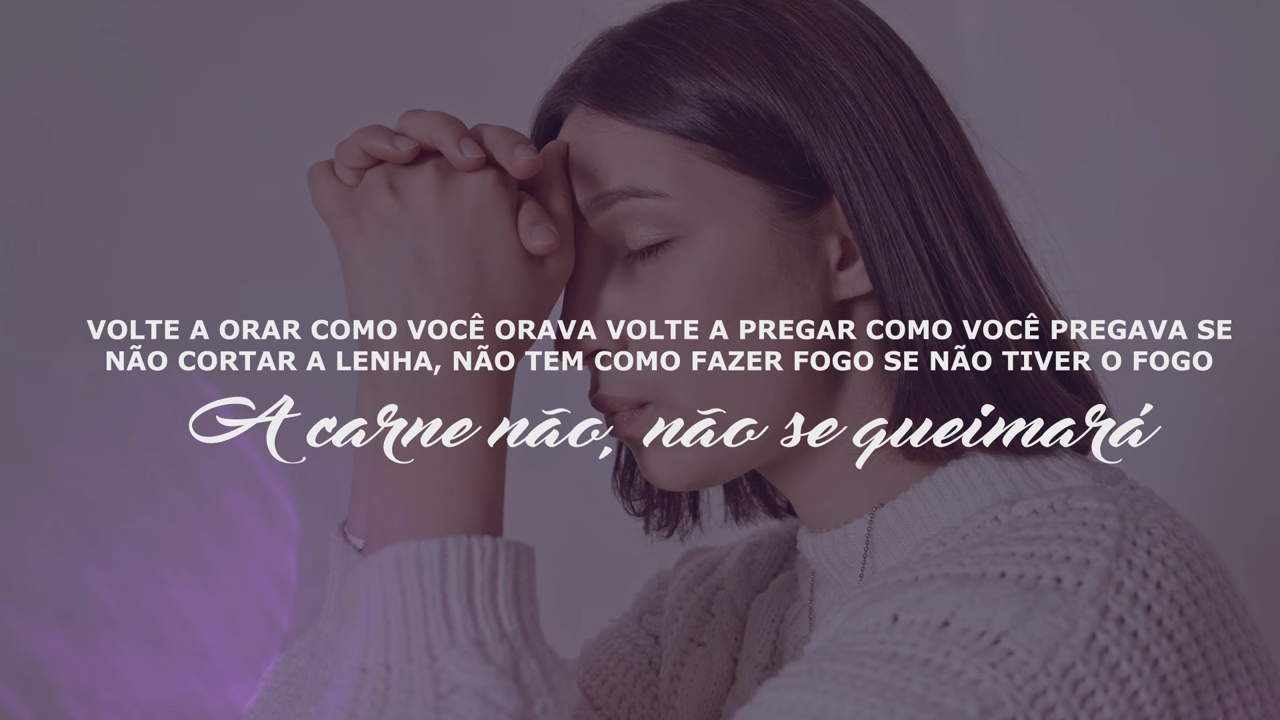 VOLTE A ORAR COMO VOCÊ ORAVA VOLTE A PREGAR COMO VOCÊ PREGAVA SE
NÃO CORTAR A LENHA, NÃO TEM COMO FAZER FOGO SE NÃO TIVER O FOGO
A carne não, não se queimará